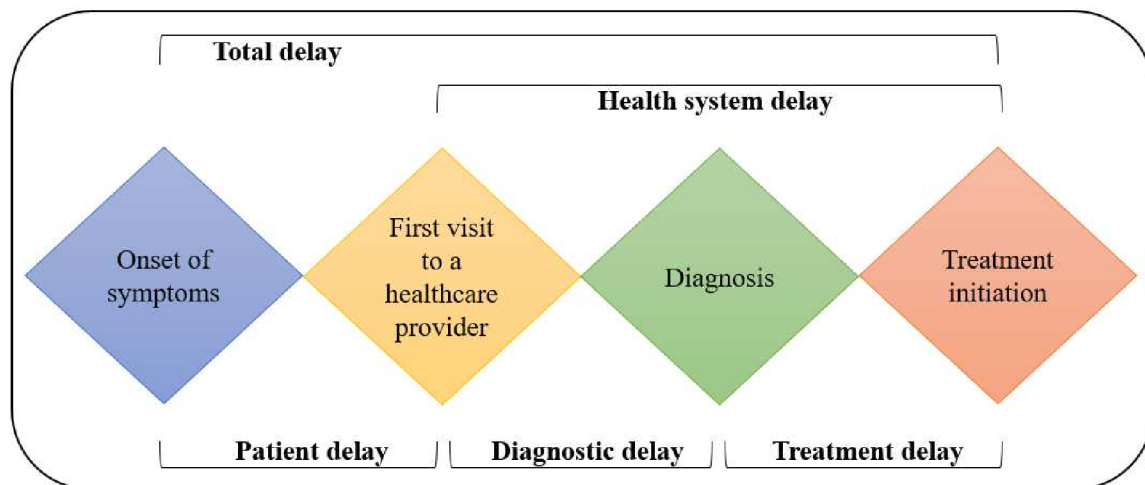 Total delay
Health system delay
Onset of
symptoms
First visit
to a
healthcare
provider
Diagnosis
Treatment
initiation
Patient delay
Diagnostic delay
Treatment delay